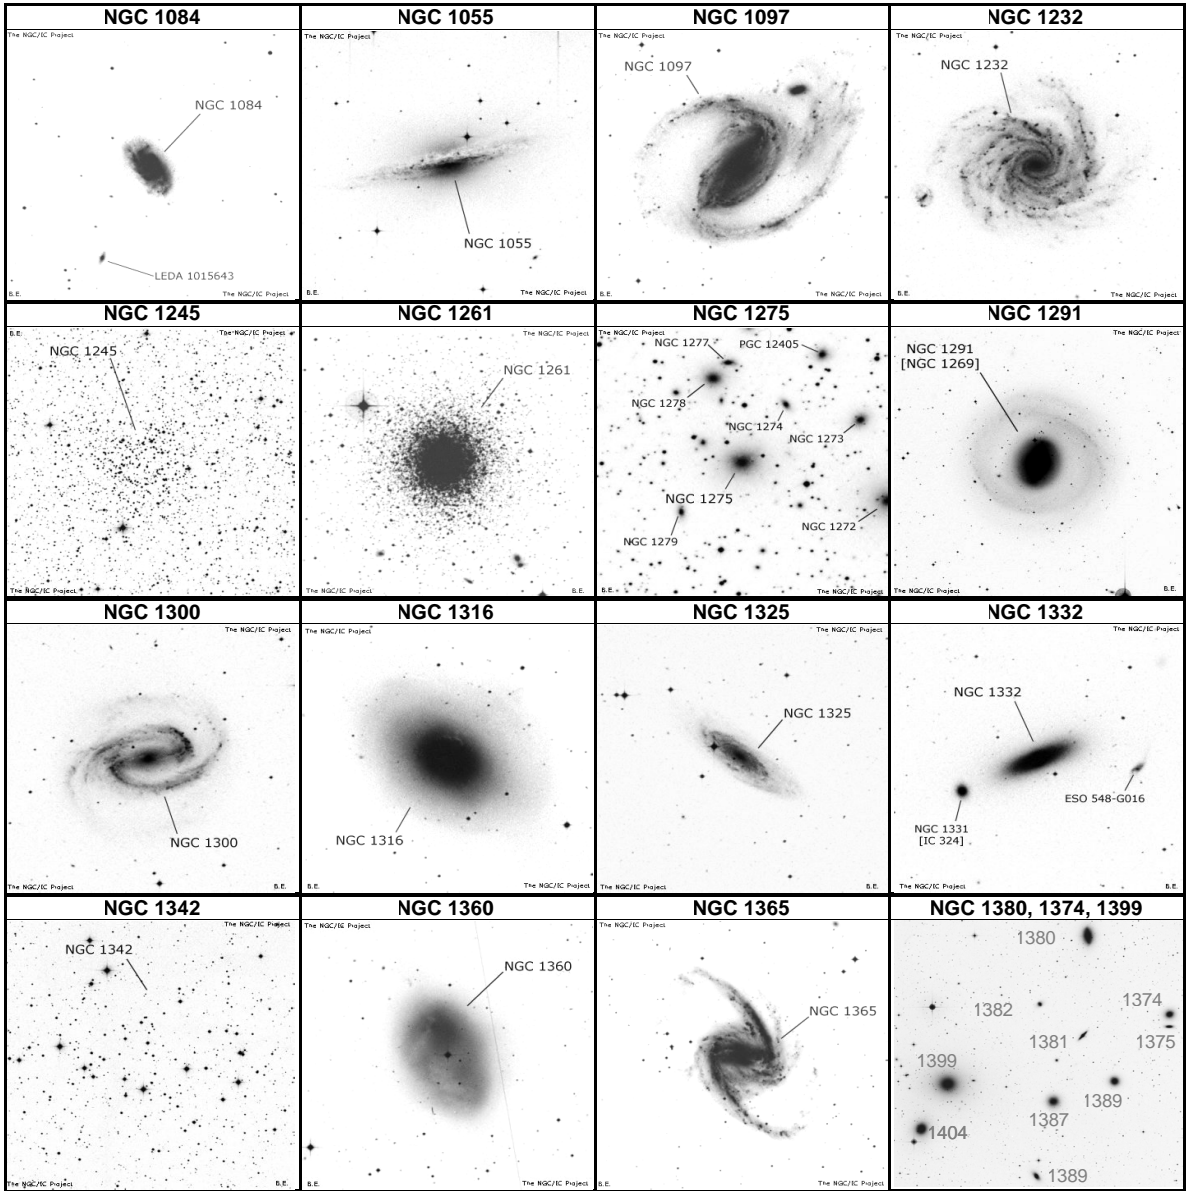 NGC 1084
The NGC/IC Project
NGC 1084
LEDA 1015643
B.E.
The NGC/IC Project
NGC 1055
The NGC/IC Project
NGC 1055
B.E.
The NGC/IC Project
NGC 1097
The NGC/IC Project
NGC 1097
B.E.
The NGC/IC Project
NGC 1232
The NGC/IC Project
NGC 1232
B.E.
The NGC/IC Project
NGC 1245
B.E.
The NGC/IC Project
NGC 1245
The NGC/IC Project
NGC 1261
The NGC/IC Project
NGC 1261
The NGC/IC Project
B.E.
NGC 1275
NGC 1277
PGC 12405
NGC 1278
NGC 1274
NGC 1273
NGC 1275
NGC 1272
NGC 1279
B.E.
The NGC/IC Project
NGC 1291
The NGC/IC Project
NGC 1291
[NGC 1269]
The NGC/IC Project
B.E.
NGC 1300
The NGC/IC Project
NGC 1300
The NGC/IC Project
B.E.
NGC 1316
The NGC/IC Project
NGC 1316
B.E.
The NGC/IC Project
NGC 1325
The NGC/IC Project
NGC 1325
The NGC/IC Project
B.E.
NGC 1332
The NGC/IC Project
NGC 1332
ESO 548-G016
NGC 1331
[IC 324]
The NGC/IC Project
B.E.
NGC 1342
The NGC/IC Project
NGC 1342
The NGC/IC Project
B.E.
NGC 1360
The NGC/IC Project
NGC 1360
B.E.
The NGC/IC Project
NGC 1365
The NGC/IC Project
NGC 1365
B.E.
The NGC/IC Project
NGC 1380, 1374, 1399
1380
1382
1374
1381
1375
1399
1389
1387
1404
1389